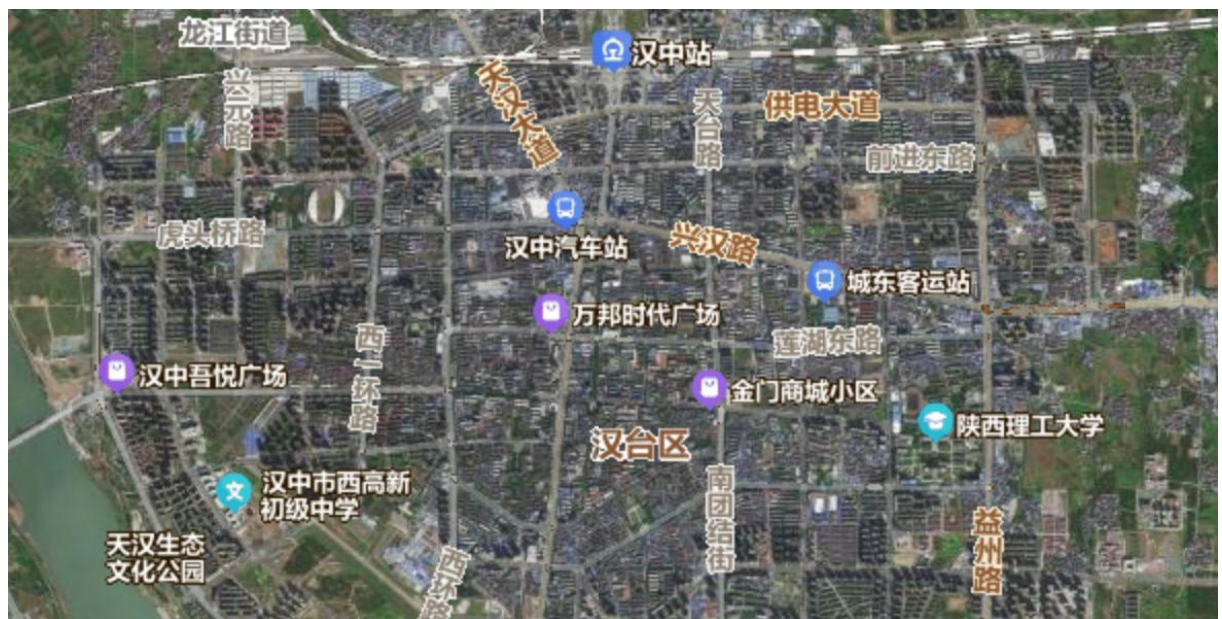 龙江街道
汉中站
兴元路
天汉大道
天台路
供电大道
前进东路
虎头桥路
汉中汽车站
兴汉路
城东客运站
万邦时代广场
莲湖东路
西一环路
汉中吾悦广场
金门商城小区
陕西理工大学
汉台区
汉中市西高新
初级中学
南团结街
益州路
天汉生态
文化公园
西环路